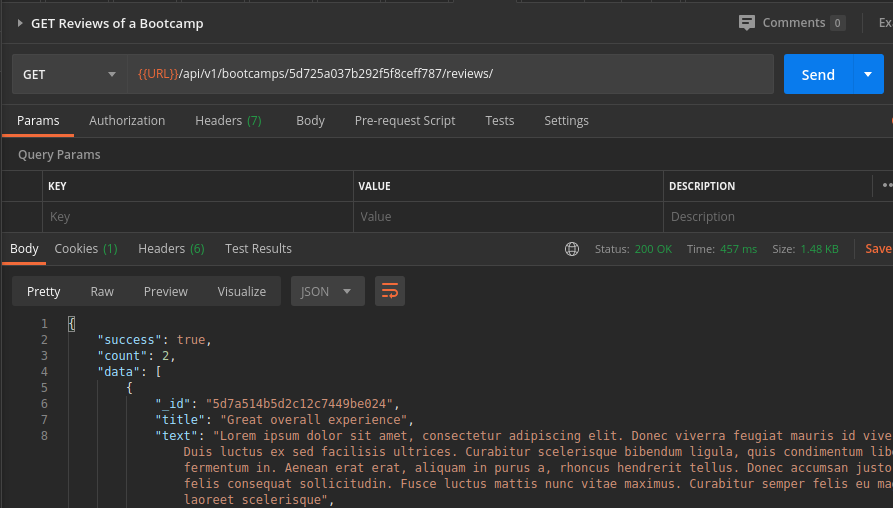 GET Reviews of a Bootcamp
Comments 0
GET {{URL}}/api/v1/bootcamps/5d725a037b292f5f8ceff787/reviews/ Send
Params Authorization Headers (7) Body Pre-request Script Tests Settings
Query Params
KEY VALUE DESCRIPTION
Key Value Description
Body Cookies (1) Headers (6) Test Results Status: 200 OK Time: 457 ms Size: 1.48 KB Save
Pretty Raw Preview Visualize JSON
1 {
2 "success": true,
3 "count": 2,
4 "data": [
5 {
6 "_id": "5d7a514b5d2c12c7449be024",
7 "title": "Great overall experience",
8 "text": "Lorem ipsum dolor sit amet, consectetur adipiscing elit. Donec viverra feugiat mauris id vive
Duis luctus ex sed facilisis ultrices. Curabitur scelerisque bibendum ligula, quis condimentum libe
fermentum in. Aenean erat erat, aliquam in purus a, rhoncus hendrerit tellus. Donec accumsan justo
felis consequat sollicitudin. Fusce luctus mattis nunc vitae maximus. Curabitur semper felis eu ma
laoreet scelerisque",